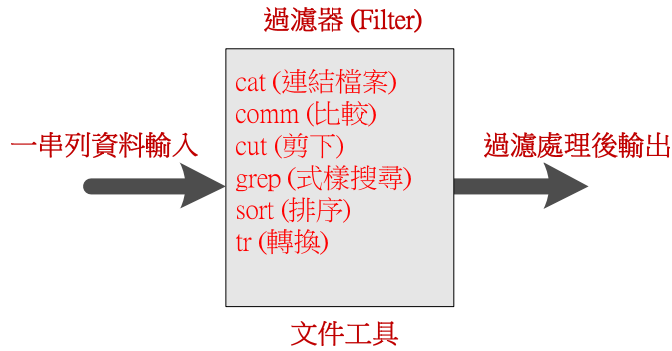 過濾器 (Filter)
cat (連結檔案)
comm (比較)
cut (剪下)
grep (式樣搜尋)
sort (排序)
tr (轉換)
一串列資料輸入
過濾處理後輸出
文件工具